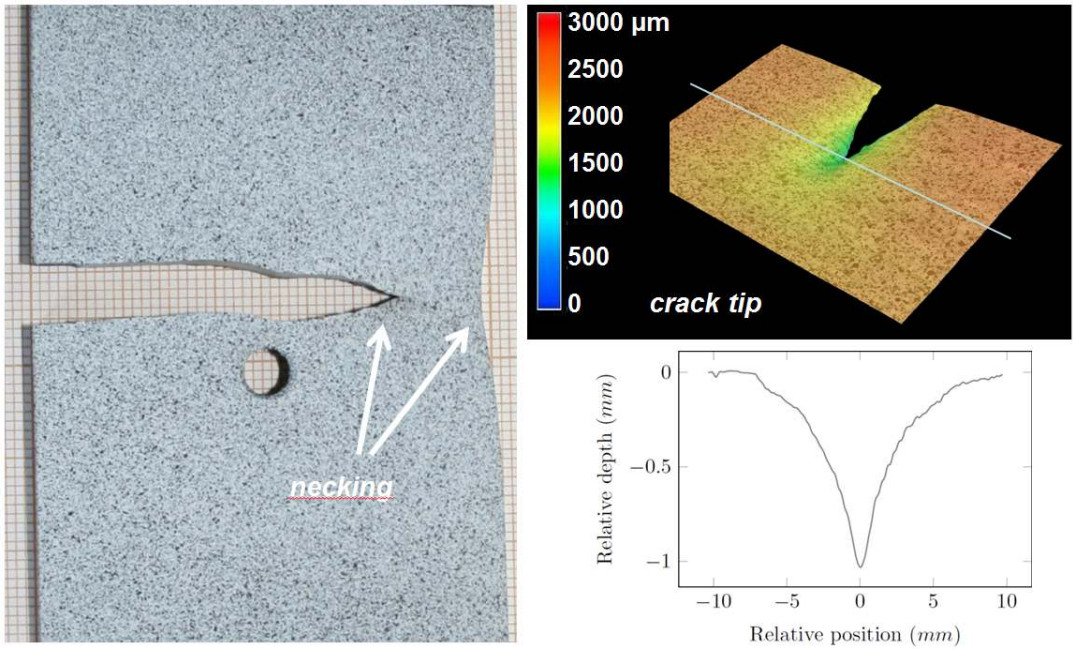 necking
3000 µm
2500
2000
1500
1000
500
0
crack tip
0
−0.5
−1
Relative depth (mm)
−10
−5
0
5
10
Relative position (mm)